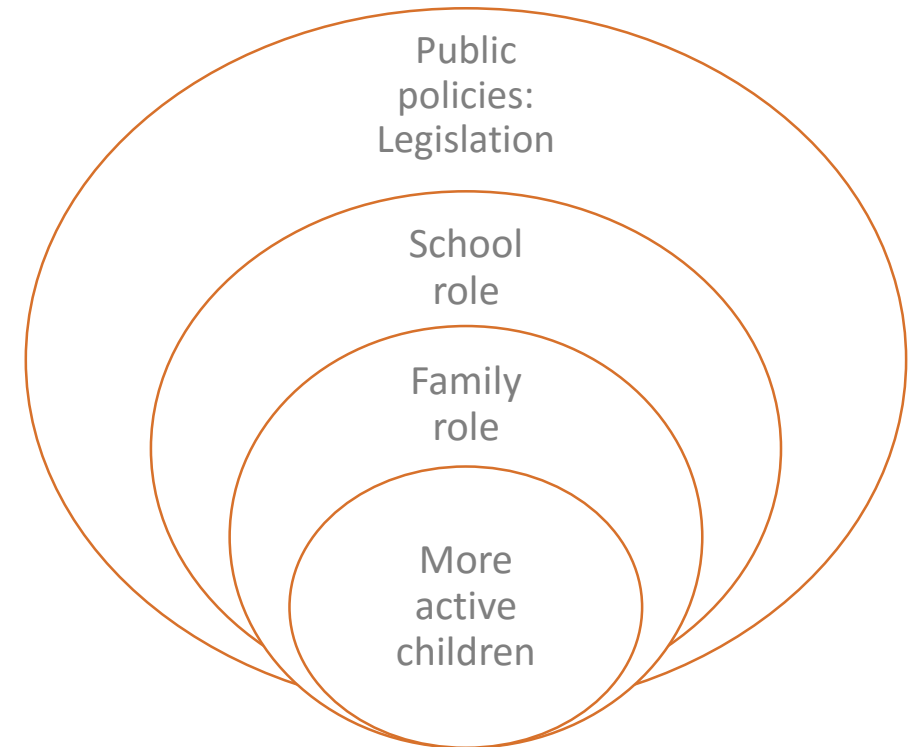 Public
policies:
Legislation
School
role
Family
role
More
active
children